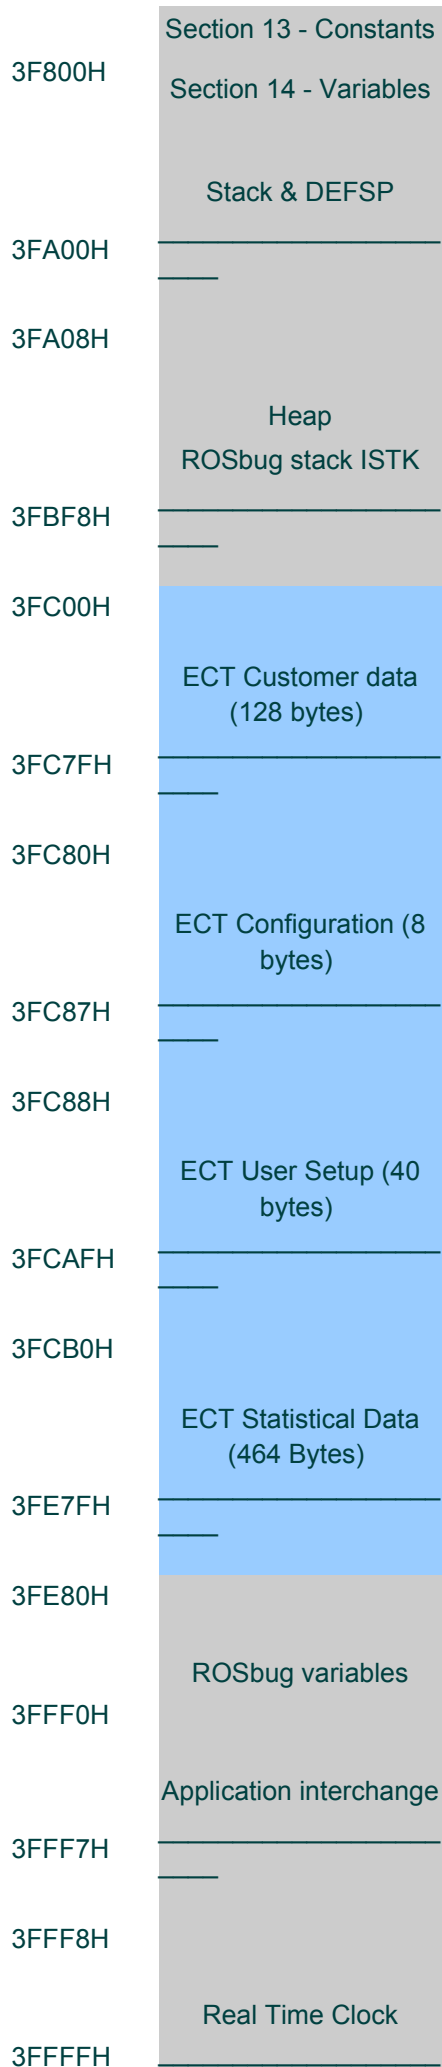 Section 13 - Constants
3F800H
Section 14 - Variables
Stack & DEFSP
3FA00H
3FA08H
Heap
ROSbug stack ISTK
3FBF8H
3FC00H
ECT Customer data
(128 bytes)
3FC7FH
3FC80H
ECT Configuration (8
bytes)
3FC87H
3FC88H
ECT User Setup (40
bytes)
3FCAFH
3FCB0H
ECT Statistical Data
(464 Bytes)
3FE7FH
3FE80H
ROSbug variables
3FFF0H
Application interchange
3FFF7H
3FFF8H
Real Time Clock
3FFFFH